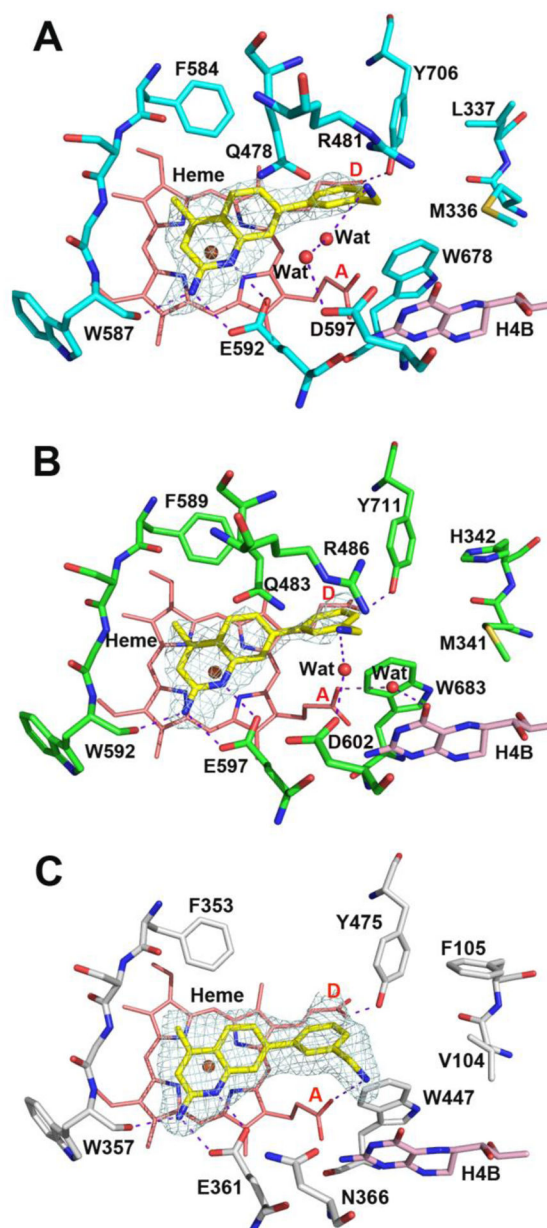 A
F584
Y706
L337
Q478
R481
Heme
D
M336
Wat
Wat
W678
A
W587
E592
D597
H4B
B
F589
Y711
R486
H342
Q483
D
Heme
M341
Wat
Wat
A
W683
W592
E597
D602
H4B
C
F353
Y475
F105
Heme
D
V104
A
W447
W357
E361
N366
H4B